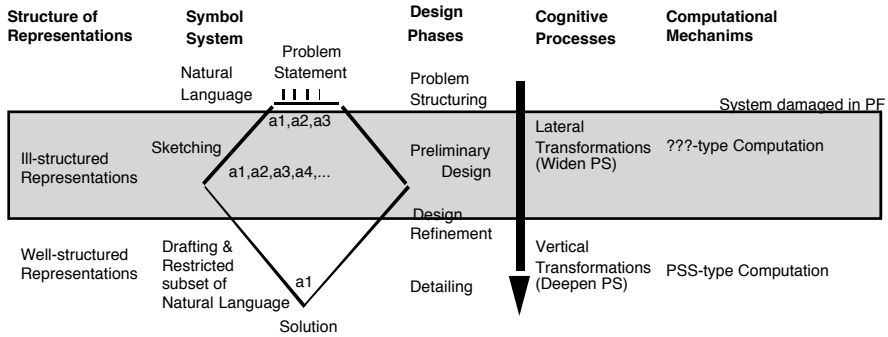 Structure of
Representations
Symbol
System
Design
Phases
Cognitive
Processes
Computational
Mechanims
Natural
Language
Problem
Statement
Problem
Structuring
System damaged in PF
a1,a2,a3
Ill-structured
Representations
Sketching
a1,a2,a3,a4,...
Preliminary
Design
Lateral
Transformations
(Widen PS)
???-type Computation
Design
Refinement
Well-structured
Representations
Drafting &
Restricted
subset of
Natural Language
a1
Solution
Detailing
Vertical
Transformations
(Deepen PS)
PSS-type Computation